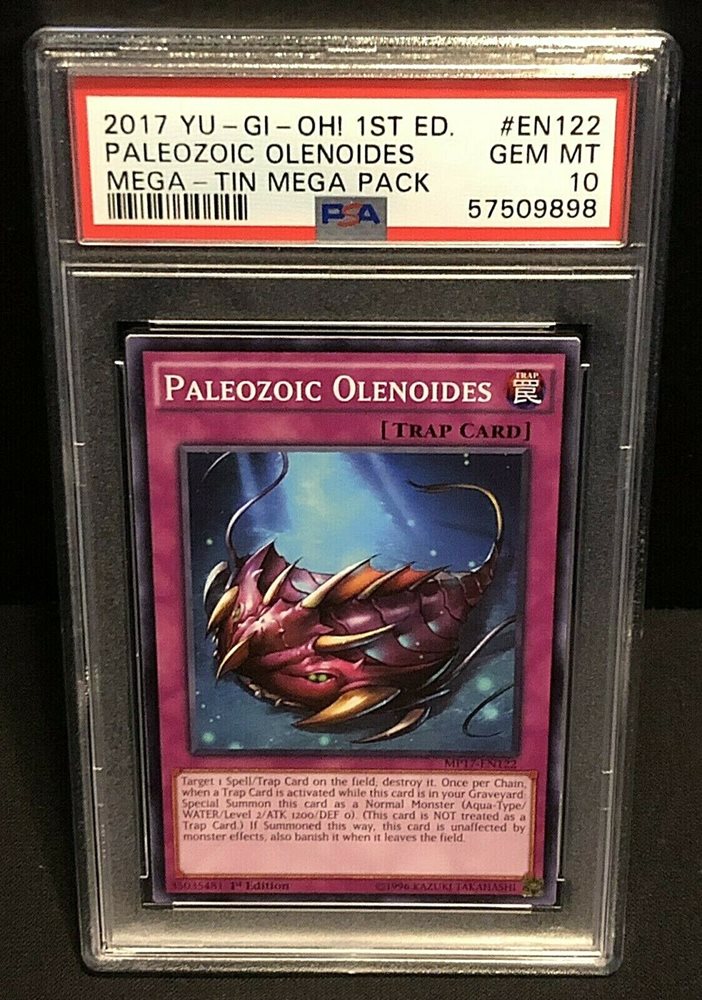 2017 YU-GI-OH! 1ST ED. #EN122
PALEOZOIC OLENOIDES GEM MT
MEGA-TIN MEGA PACK 10
PSA 57509898
PALEOZOIC OLENOIDES TRAP 罠
[TRAP CARD]
MP17-EN122
Target 1 Spell/Trap Card on the field, destroy it. Once per Chain,
when a Trap Card is activated while this card is in your Graveyard:
Special Summon this card as a Normal Monster (Aqua-Type/
WATER/Level 2/ATK 1200/DEF 0). (This card is NOT treated as a
Trap Card.) If Summoned this way, this card is unaffected by
monster effects, also banish it when it leaves the field.
35035481 1st Edition ©1996 KAZUKI TAKAHASHI